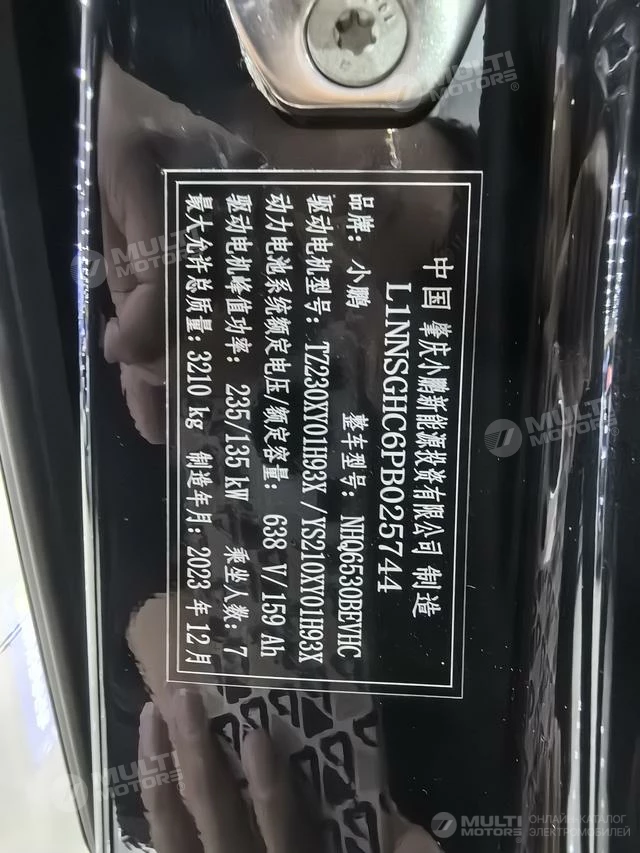 中国 肇庆小鹏新能源投资有限公司 制造
L1NNSGHC6PB025744
品牌: 小鹏 整车型号: NHQ6530BEVHC
驱动电机型号: TZ230XY01H93X /YS210XY01H93X
动力电池系统额定电压/额定容量: 638 V/159 Ah
驱动电机峰值功率: 235/135 kW 乘坐人数: 7
最大允许总质量: 3210 kg 制造年月: 2023 年 12 月
MULTI MOTORS®
MULTI MOTORS
MULTI MOTORS®
MULTI MOTORS
MULTI MOTORS
ОНЛАЙН-КАТАЛОГ
ЭЛЕКТРОМОБИЛЕЙ